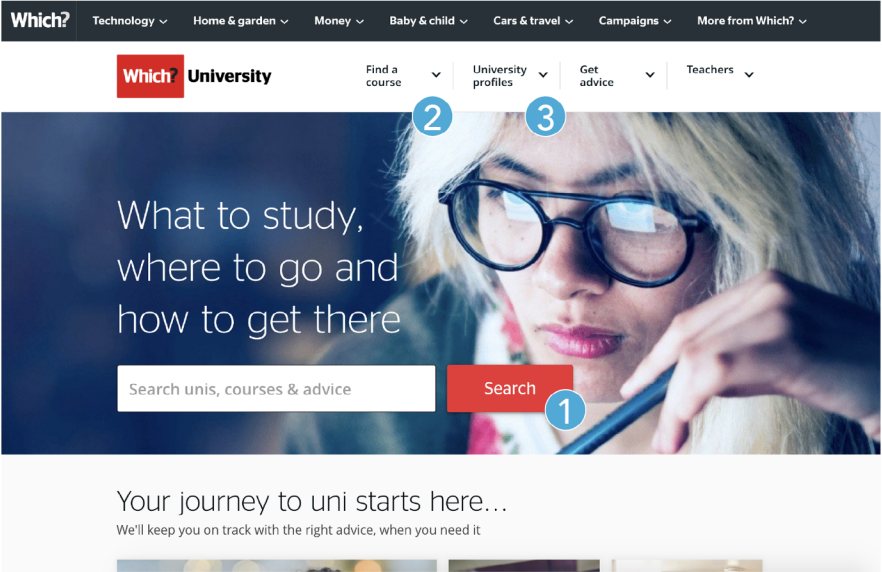 Which? Technology Home & garden Money Baby & child Cars & travel Campaigns More from Which?
Which? University
Find a
course
University
profiles
Get
advice
Teachers
2
3
What to study,
where to go and
how to get there
Search unis, courses & advice
Search
1
Your journey to uni starts here...
We'll keep you on track with the right advice, when you need it